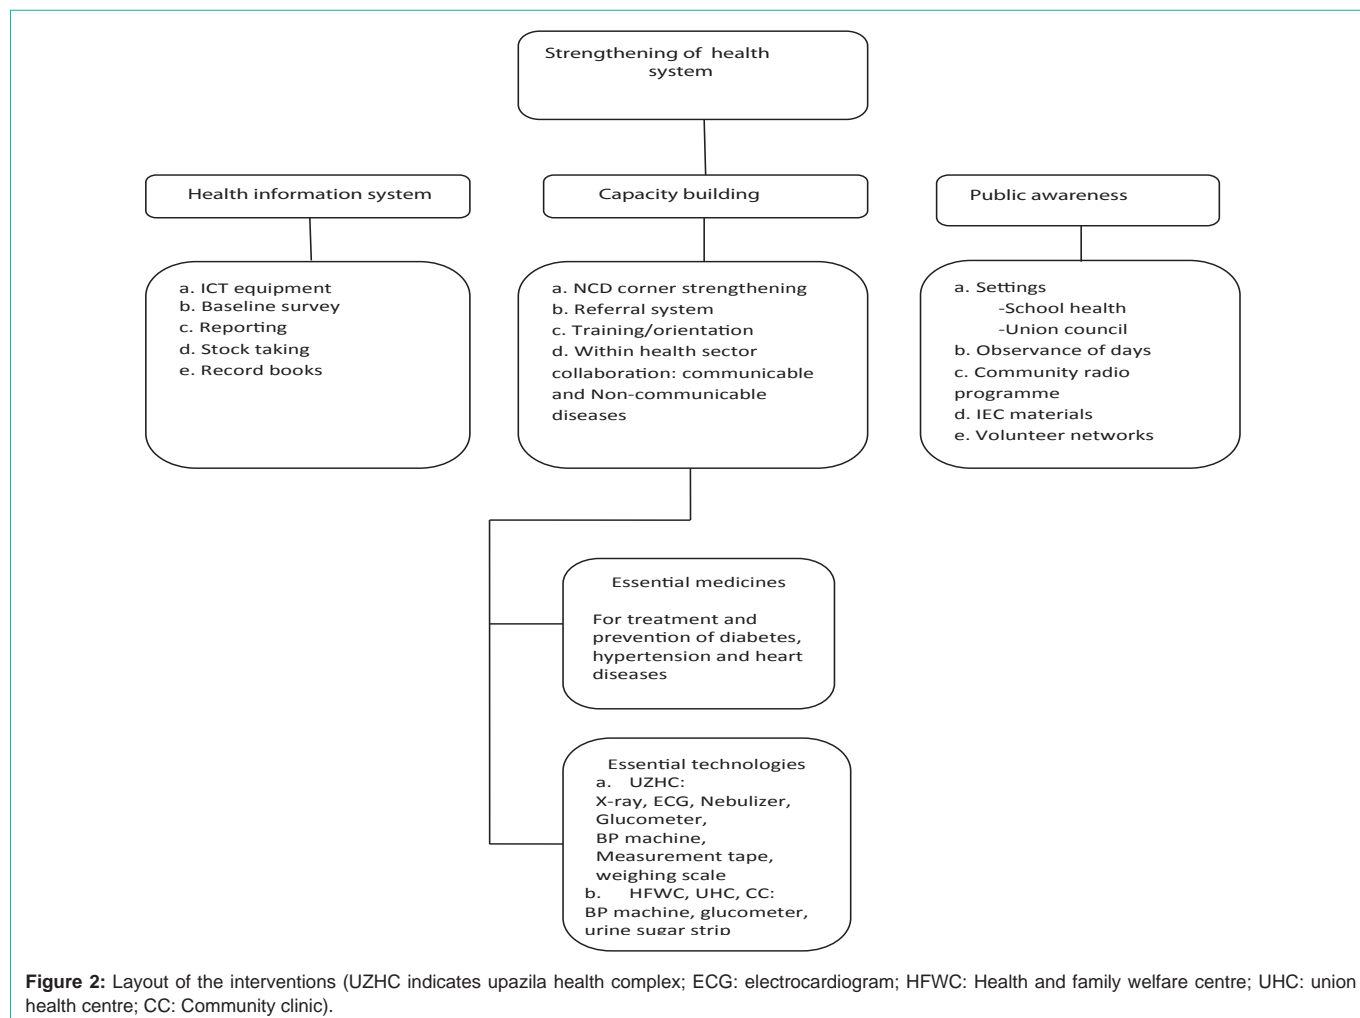 Strengthening of health
system
Health information system
Capacity building
Public awareness
a. ICT equipment
b. Baseline survey
c. Reporting
d. Stock taking
e. Record books
a. NCD corner strengthening
b. Referral system
c. Training/orientation
d. Within health sector
collaboration: communicable
and Non-communicable
diseases
a. Settings
-School health
-Union council
b. Observance of days
c. Community radio
programme
d. IEC materials
e. Volunteer networks
Essential medicines
For treatment and
prevention of diabetes,
hypertension and heart
diseases
Essential technologies
a. UZHC:
X-ray, ECG, Nebulizer,
Glucometer,
BP machine,
Measurement tape,
weighing scale
b. HFWC, UHC, CC:
BP machine, glucometer,
urine sugar strip
Figure 2: Layout of the interventions (UZHC indicates upazila health complex; ECG: electrocardiogram; HFWC: Health and family welfare centre; UHC: union
health centre; CC: Community clinic).